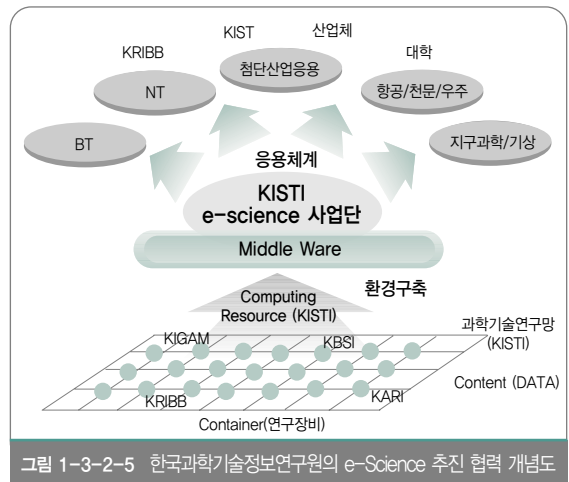 KIST 산업체
KRIBB 대학
첨단산업응용
NT 항공/천문/우주
BT 지구과학/기상
응용체계
KISTI
e-science 사업단
Middle Ware
환경구축
Computing
Resource (KISTI)
과학기술연구망
(KISTI)
KIGAM KBSI
Content (DATA)
KRIBB KARI
Container(연구장비)
그림 1-3-2-5 한국과학기술정보연구원의 e-Science 추진 협력 개념도